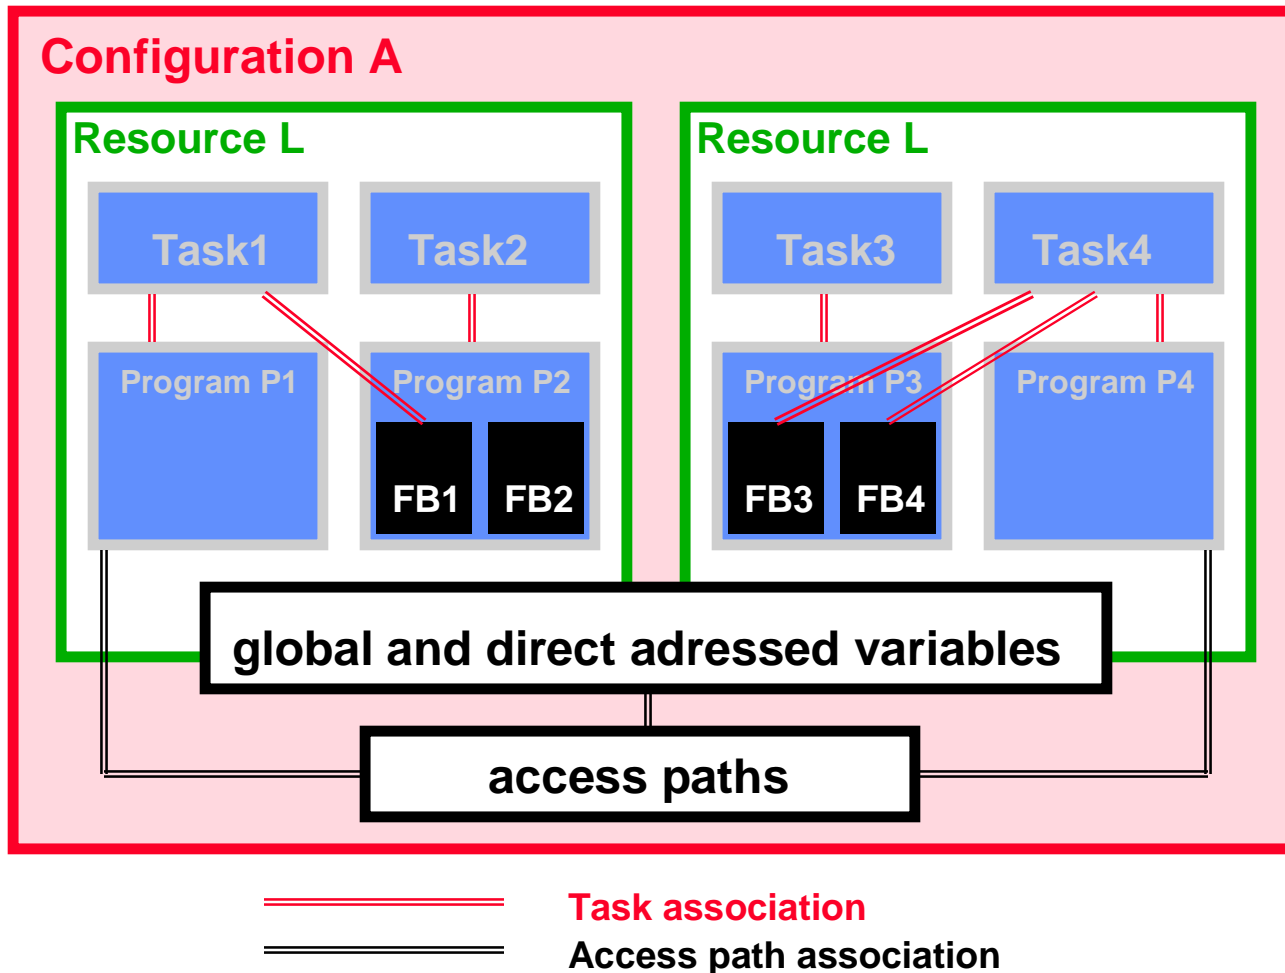 Configuration A
Resource L
Resource L
Task1
Task2
Task3
Task4
Program P1
Program P2
Program P3
Program P4
FB1
FB2
FB3
FB4
global and direct adressed variables
access paths
Task association
Access path association